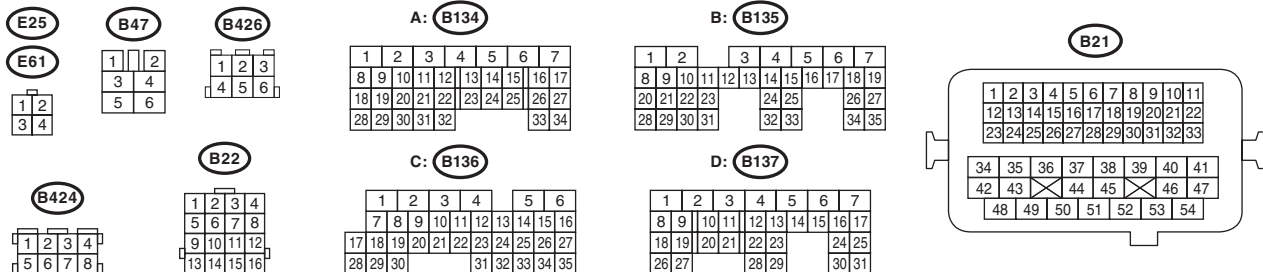 E25
E61
1 2
3 4
B47
1 2
3 4
5 6
B426
1 2 3
4 5 6
A: B134
1 2 3 4 5 6 7
8 9 10 11 12 13 14 15 16 17
18 19 20 21 22 23 24 25 26 27
28 29 30 31 32 33 34
B: B135
1 2 3 4 5 6 7
8 9 10 11 12 13 14 15 16 17 18 19
20 21 22 23 24 25 26 27
28 29 30 31 32 33 34 35
B21
1 2 3 4 5 6 7 8 9 10 11
12 13 14 15 16 17 18 19 20 21 22
23 24 25 26 27 28 29 30 31 32 33
34 35 36 37 38 39 40 41
42 43 44 45 46 47
48 49 50 51 52 53 54
B424
1 2 3 4
5 6 7 8
B22
1 2 3 4
5 6 7 8
9 10 11 12
13 14 15 16
C: B136
1 2 3 4 5 6
7 8 9 10 11 12 13 14 15 16
17 18 19 20 21 22 23 24 25 26 27
28 29 30 31 32 33 34 35
D: B137
1 2 3 4 5 6 7
8 9 10 11 12 13 14 15 16 17
18 19 20 21 22 23 24 25
26 27 28 29 30 31